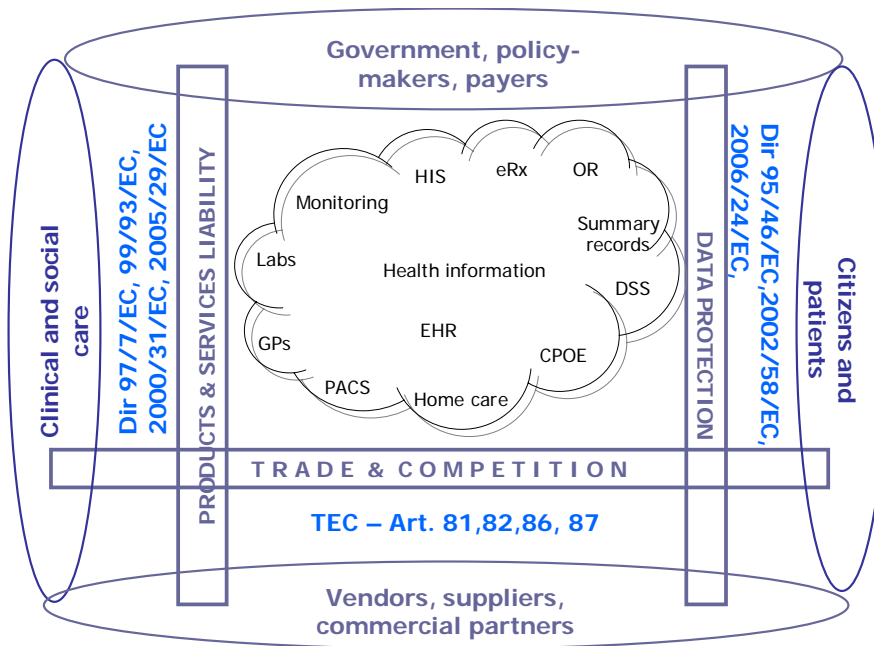 Government, policy-
makers, payers
Clinical and social
care
Dir 97/7/EC, 99/93/EC,
2000/31/EC, 2005/29/EC
PRODUCTS & SERVICES LIABILITY
HIS
eRx
OR
Monitoring
Summary
records
Labs
Health information
DSS
GPs
EHR
CPOE
PACS
Home care
DATA PROTECTION
Dir 95/46/EC,2002/58/EC,
2006/24/EC,
Citizens and
patients
TRADE & COMPETITION
TEC – Art. 81,82,86, 87
Vendors, suppliers,
commercial partners